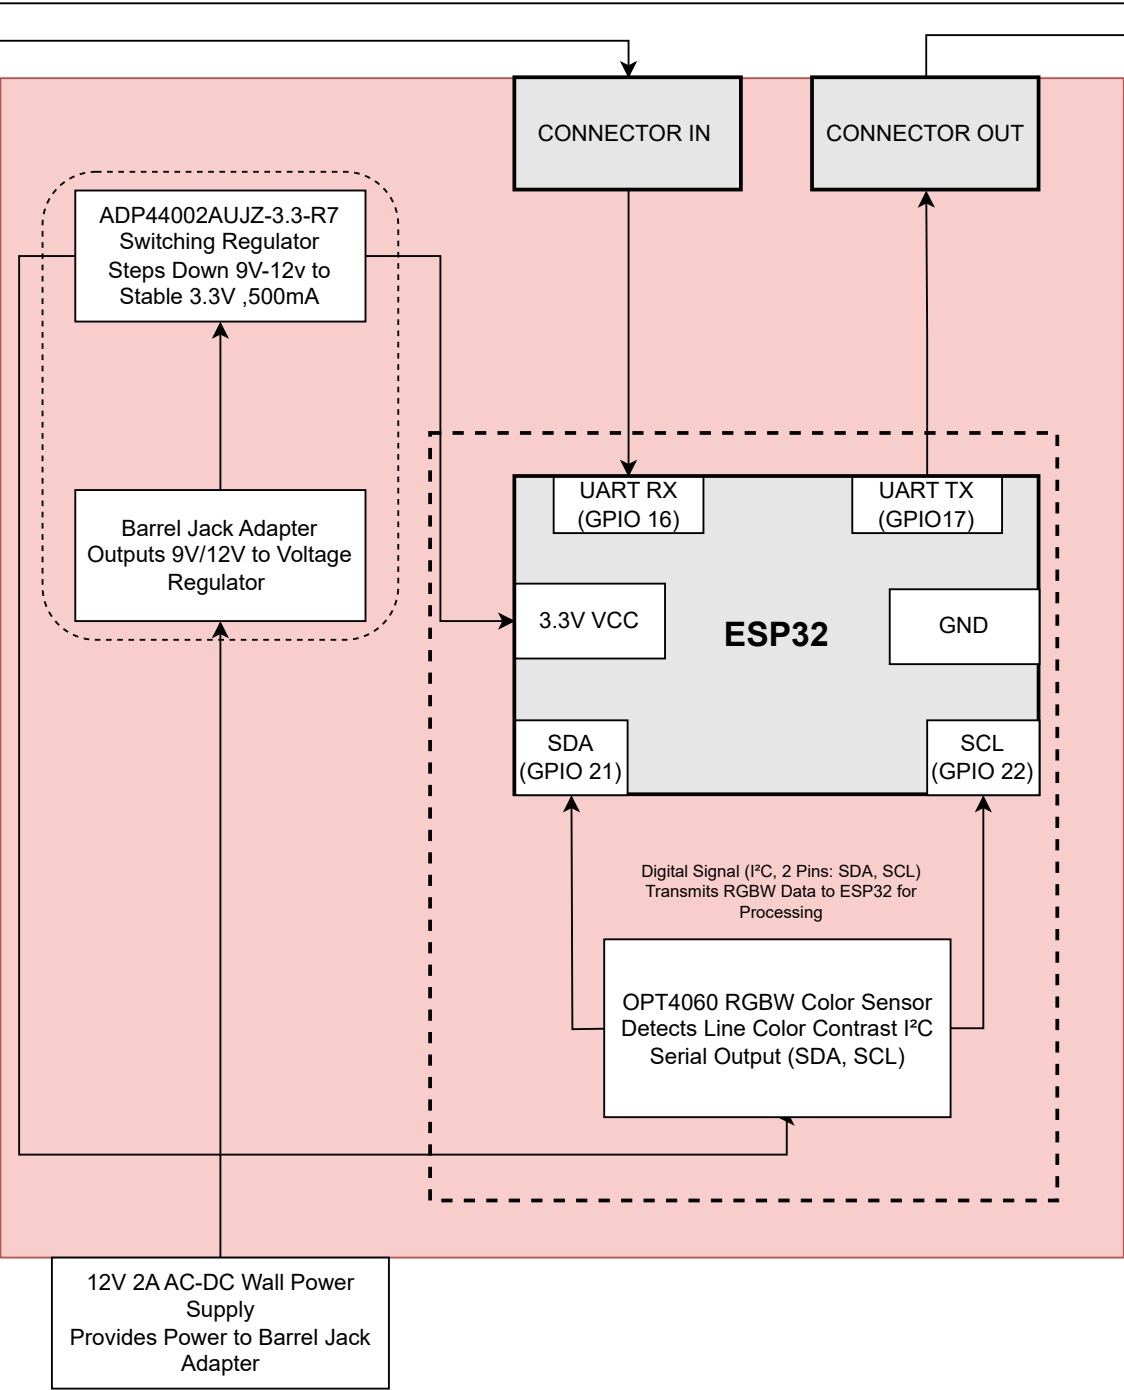 CONNECTOR IN
CONNECTOR OUT
ADP44002AUJZ-3.3-R7
Switching Regulator
Steps Down 9V-12v to
Stable 3.3V ,500mA
Barrel Jack Adapter
Outputs 9V/12V to Voltage
Regulator
UART RX
(GPIO 16)
UART TX
(GPIO17)
3.3V VCC
ESP32
GND
SDA
(GPIO 21)
SCL
(GPIO 22)
Digital Signal (I²C, 2 Pins: SDA, SCL)
Transmits RGBW Data to ESP32 for
Processing
OPT4060 RGBW Color Sensor
Detects Line Color Contrast I²C
Serial Output (SDA, SCL)
12V 2A AC-DC Wall Power
Supply
Provides Power to Barrel Jack
Adapter